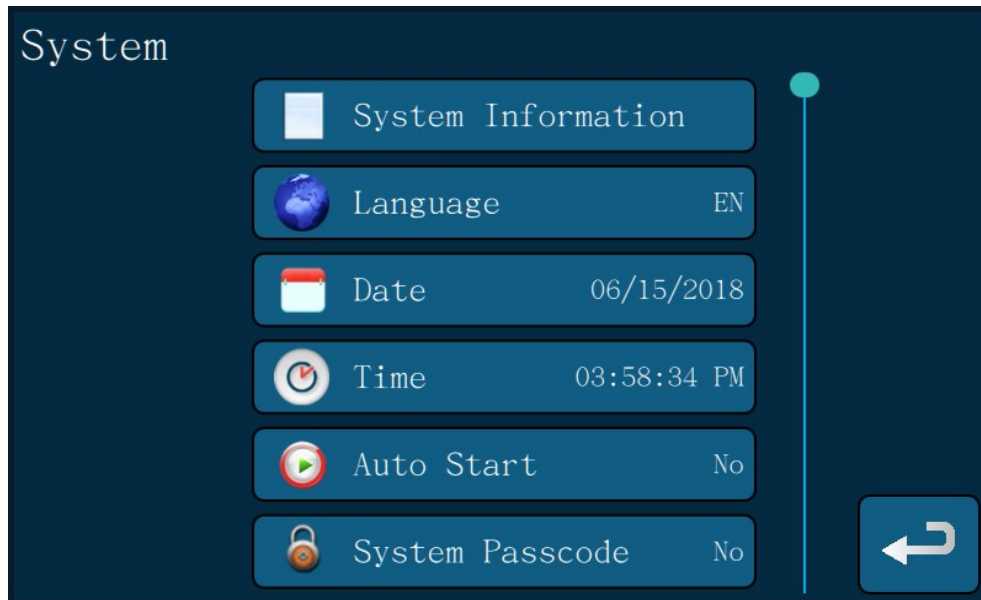 System
System Information
Language EN
Date 06/15/2018
Time 03:58:34 PM
Auto Start No
System Passcode No